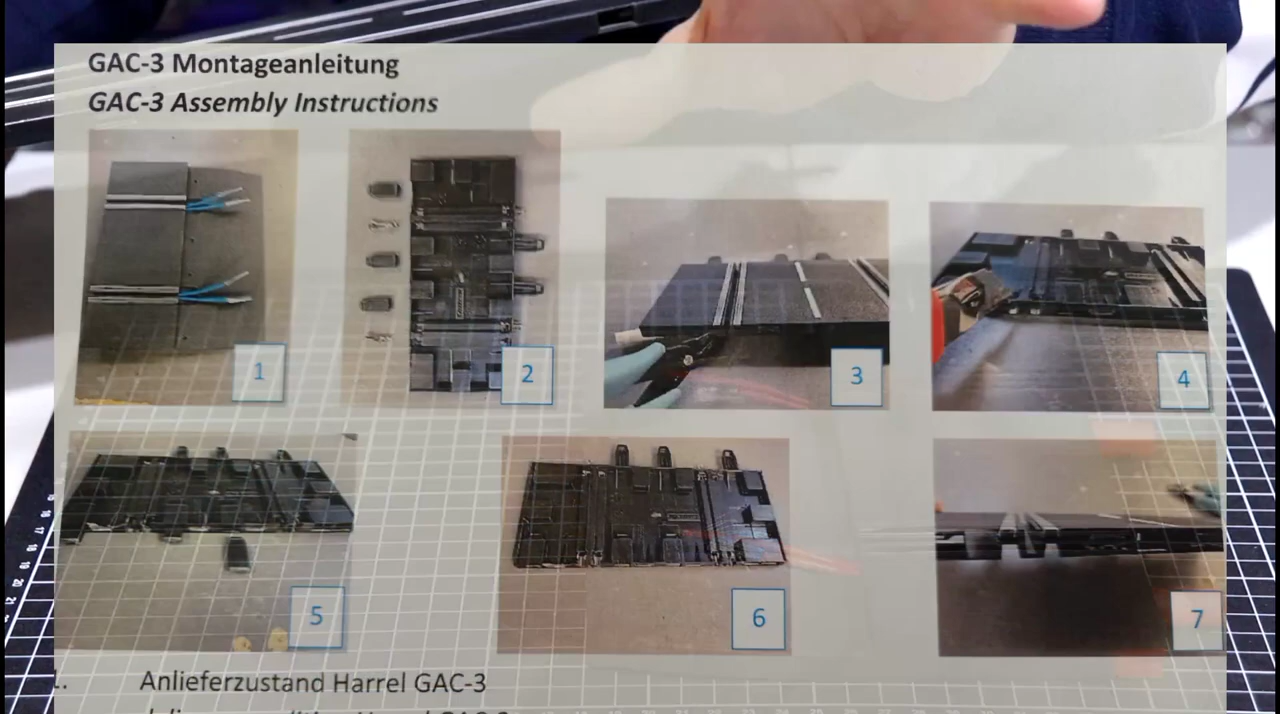 GAC-3 Montageanleitung
GAC-3 Assembly Instructions
1
2
3
4
5
6
7
Anlieferzustand Harrel GAC-3